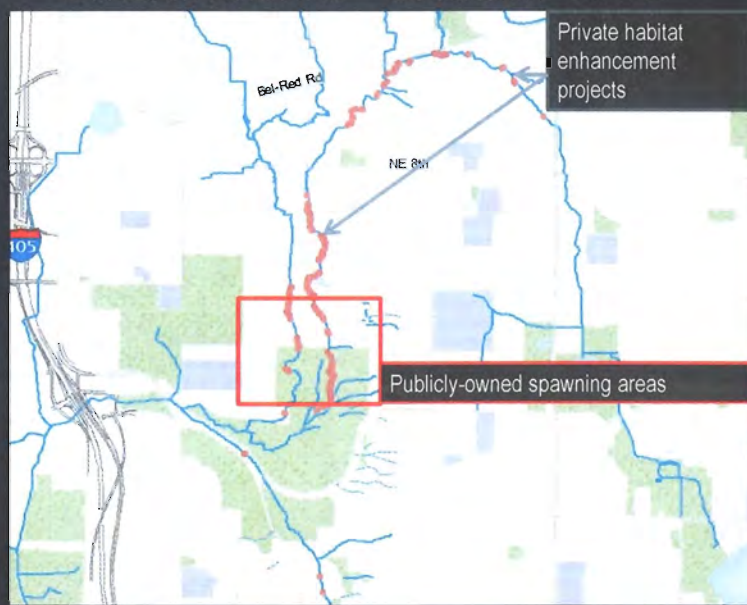 Private habitat
enhancement
projects
Bel-Red Rd
NE 8th
405
Publicly-owned spawning areas